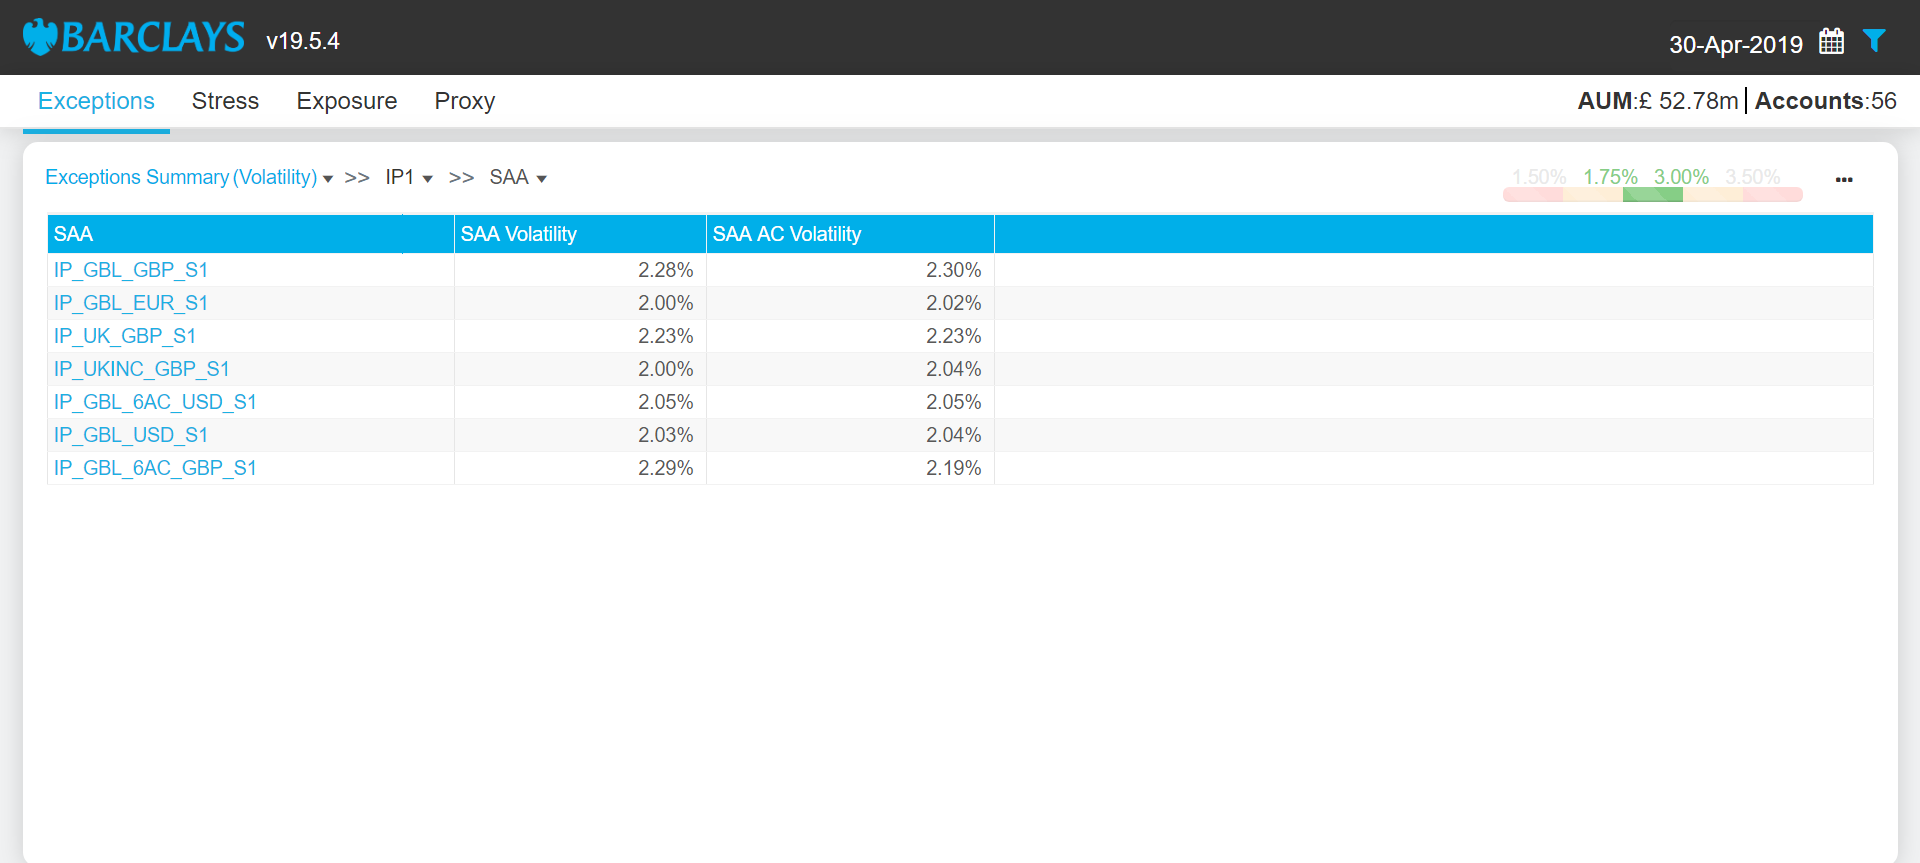 BARCLAYS v19.5.4 30-Apr-2019
Exceptions Stress Exposure Proxy AUM:£ 52.78m Accounts:56
Exceptions Summary (Volatility) >> IP1 >> SAA 1.50% 1.75% 3.00% 3.50% ...
SAA SAA Volatility SAA AC Volatility
IP_GBL_GBP_S1 2.28% 2.30%
IP_GBL_EUR_S1 2.00% 2.02%
IP_UK_GBP_S1 2.23% 2.23%
IP_UKINC_GBP_S1 2.00% 2.04%
IP_GBL_6AC_USD_S1 2.05% 2.05%
IP_GBL_USD_S1 2.03% 2.04%
IP_GBL_6AC_GBP_S1 2.29% 2.19%